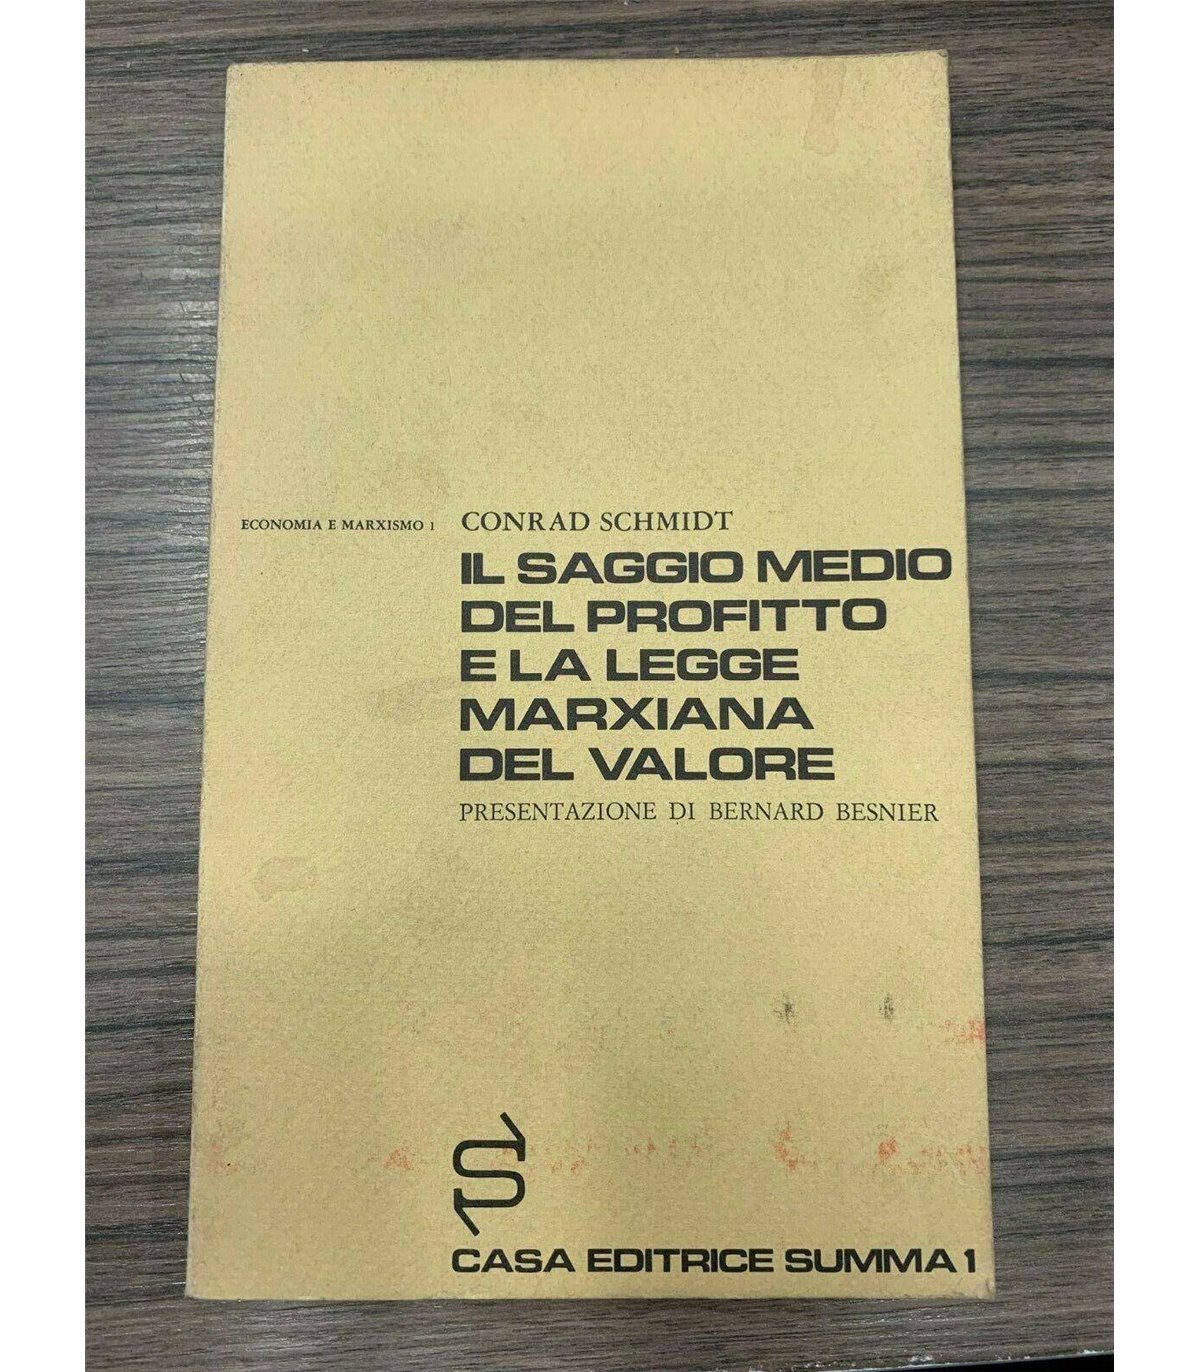 ECONOMIA E MARXISMO 1
CONRAD SCHMIDT
IL SAGGIO MEDIO
DEL PROFITTO
E LA LEGGE
MARXIANA
DEL VALORE
PRESENTAZIONE DI BERNARD BESNIER
S
CASA EDITRICE SUMMA 1